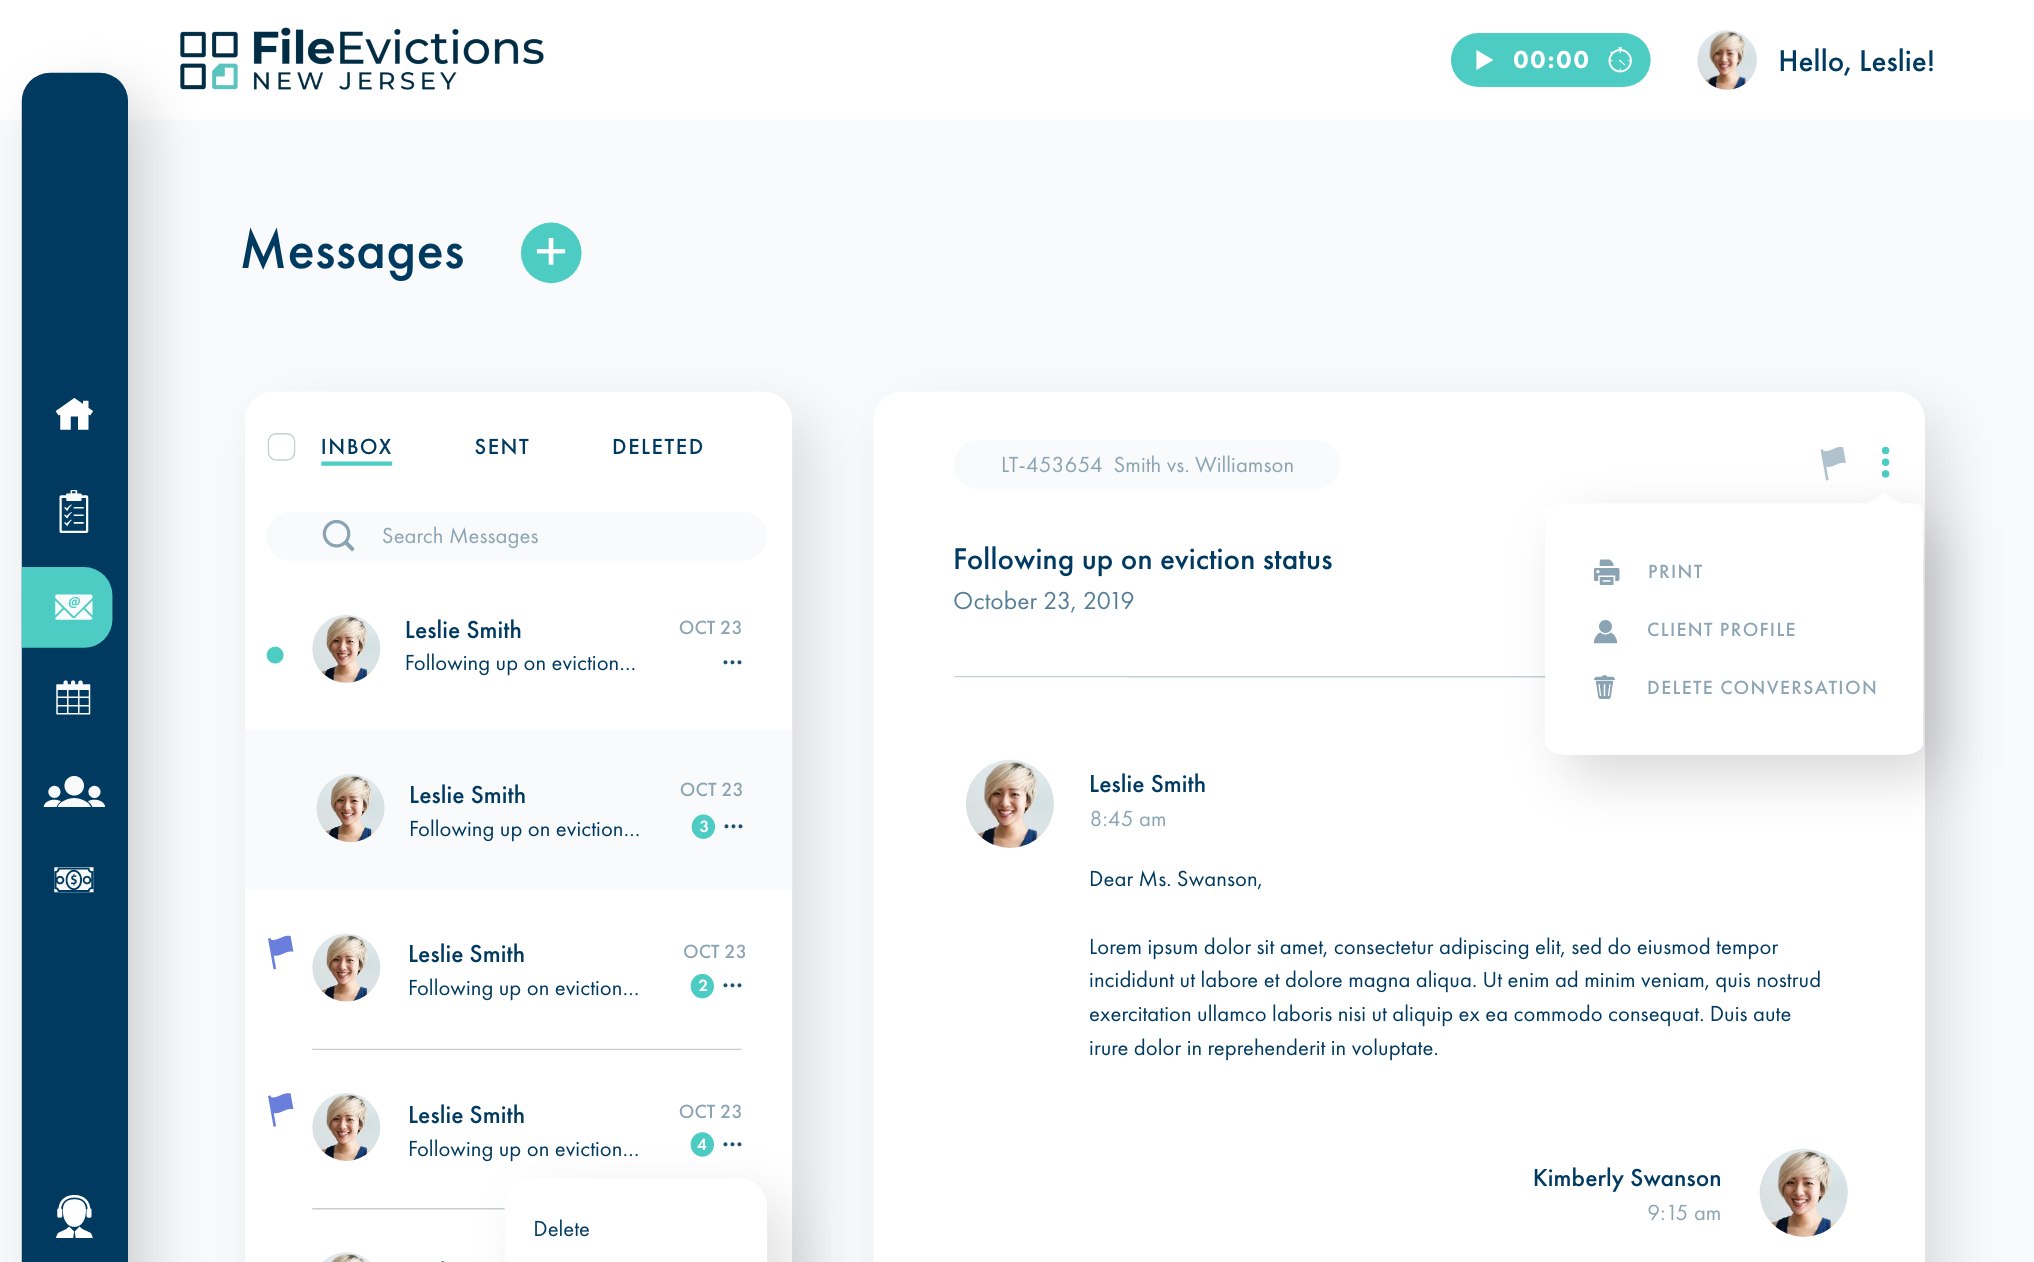 FileEvictions
NEW JERSEY
00:00
Hello, Leslie!
Messages
INBOX
SENT
DELETED
Search Messages
Leslie Smith
OCT 23
Following up on eviction...
Leslie Smith
OCT 23
Following up on eviction...
3
Leslie Smith
OCT 23
Following up on eviction...
2
Leslie Smith
OCT 23
Following up on eviction...
4
Delete
LT-453654 Smith vs. Williamson
Following up on eviction status
October 23, 2019
PRINT
CLIENT PROFILE
DELETE CONVERSATION
Leslie Smith
8:45 am
Dear Ms. Swanson,
Lorem ipsum dolor sit amet, consectetur adipiscing elit, sed do eiusmod tempor
incididunt ut labore et dolore magna aliqua. Ut enim ad minim veniam, quis nostrud
exercitation ullamco laboris nisi ut aliquip ex ea commodo consequat. Duis aute
irure dolor in reprehenderit in voluptate.
Kimberly Swanson
9:15 am